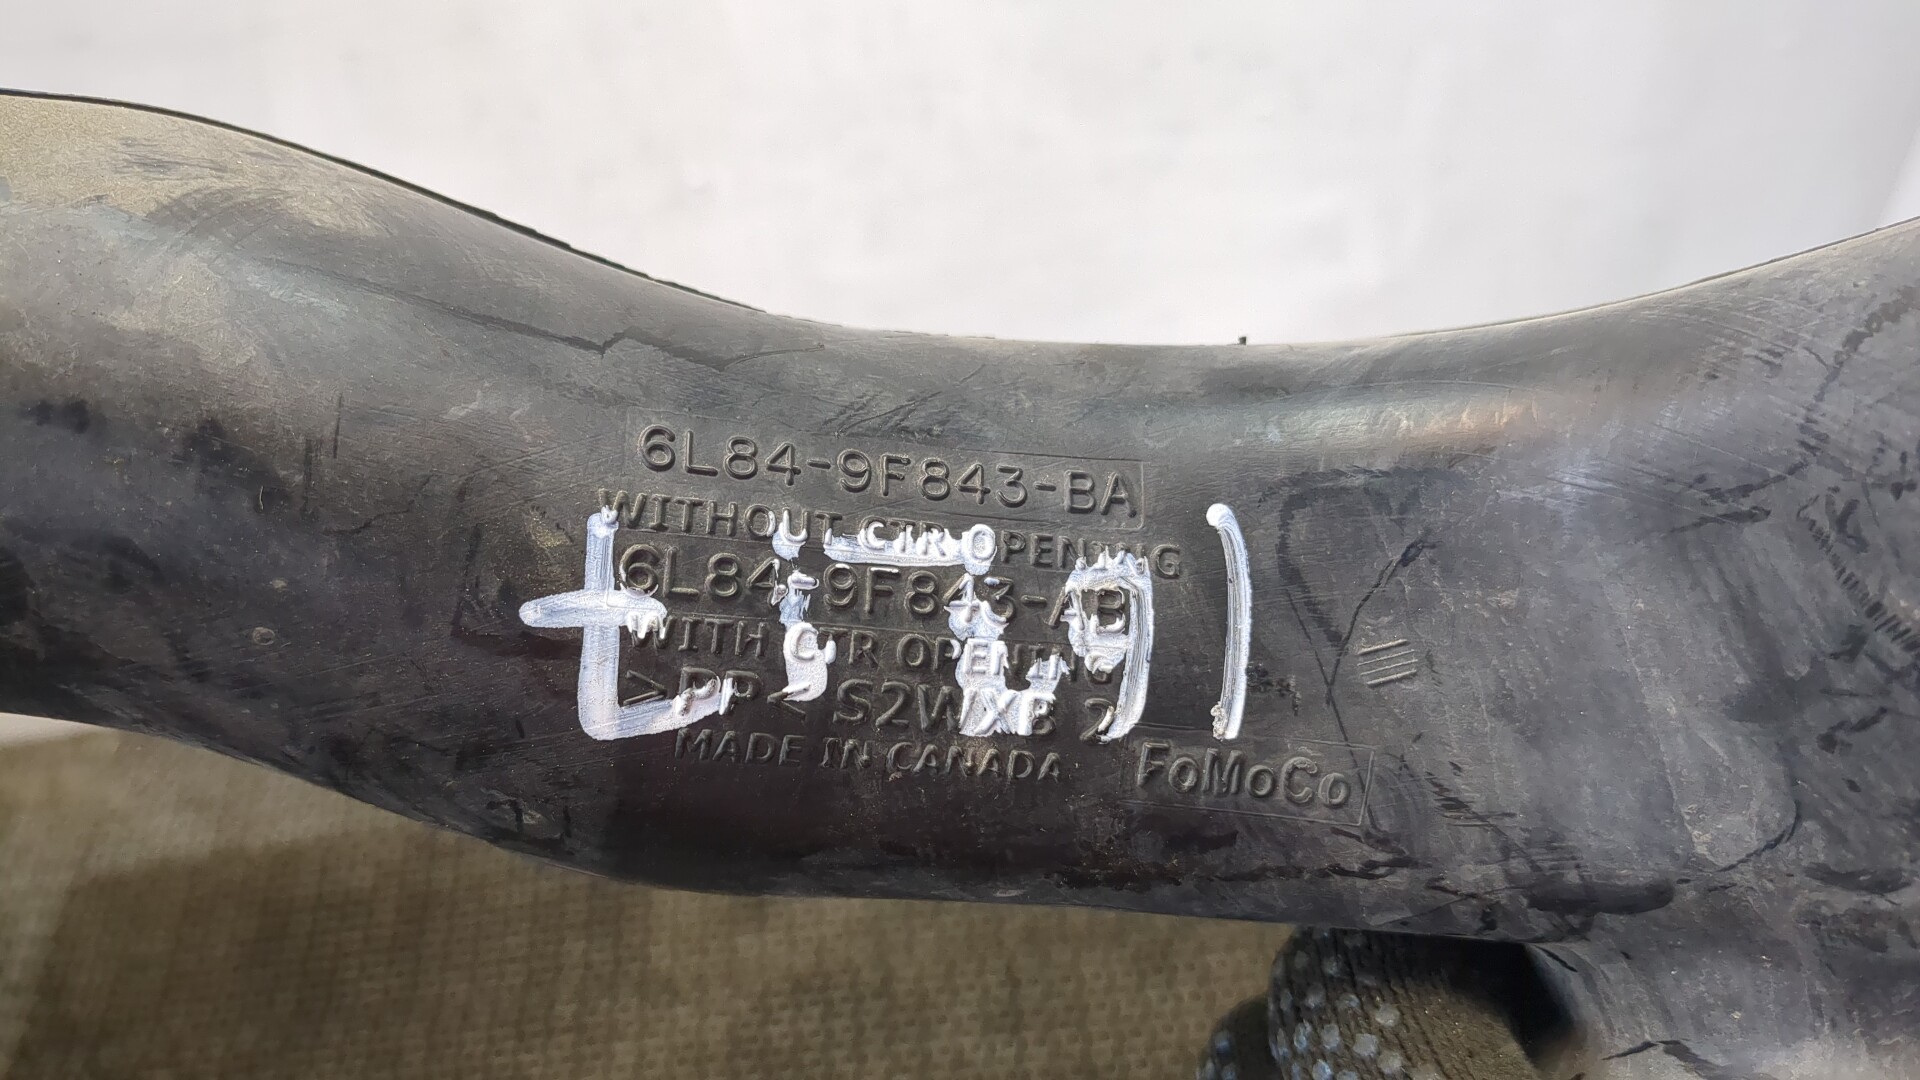 6L84-9F843-BA
WITHOUT CTR OPENING
6L84-9F843-AB
WITH CTR OPENING
>PP< S2WXB 2
MADE IN CANADA
FoMoCo